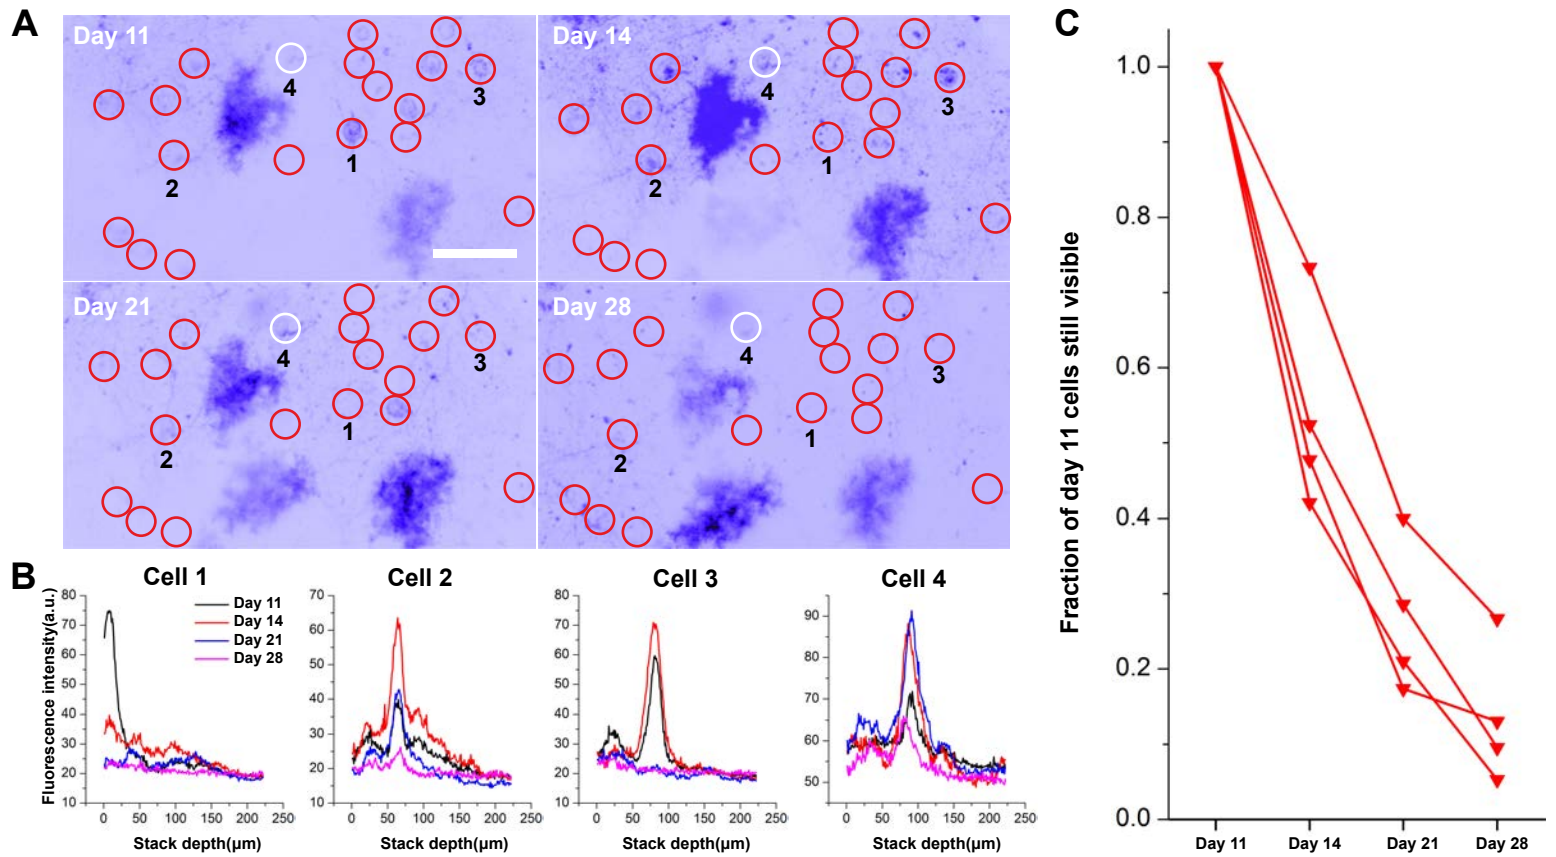 A
Day 11
4
3
1
2
Day 14
4
3
1
2
Day 21
4
3
1
2
Day 28
4
3
1
2
B
Cell 1
Cell 2
Cell 3
Cell 4
Fluorescence intensity(a.u.)
80
70
60
50
40
30
20
10
Day 11
Day 14
Day 21
Day 28
0
50
100
150
200
250
Stack depth(µm)
70
60
50
40
30
20
10
0
50
100
150
200
250
Stack depth(µm)
80
70
60
50
40
30
20
10
0
50
100
150
200
250
Stack depth(µm)
90
80
70
60
50
0
50
100
150
200
250
Stack depth(µm)
C
Fraction of day 11 cells still visible
1.0
0.8
0.6
0.4
0.2
0.0
Day 11
Day 14
Day 21
Day 28